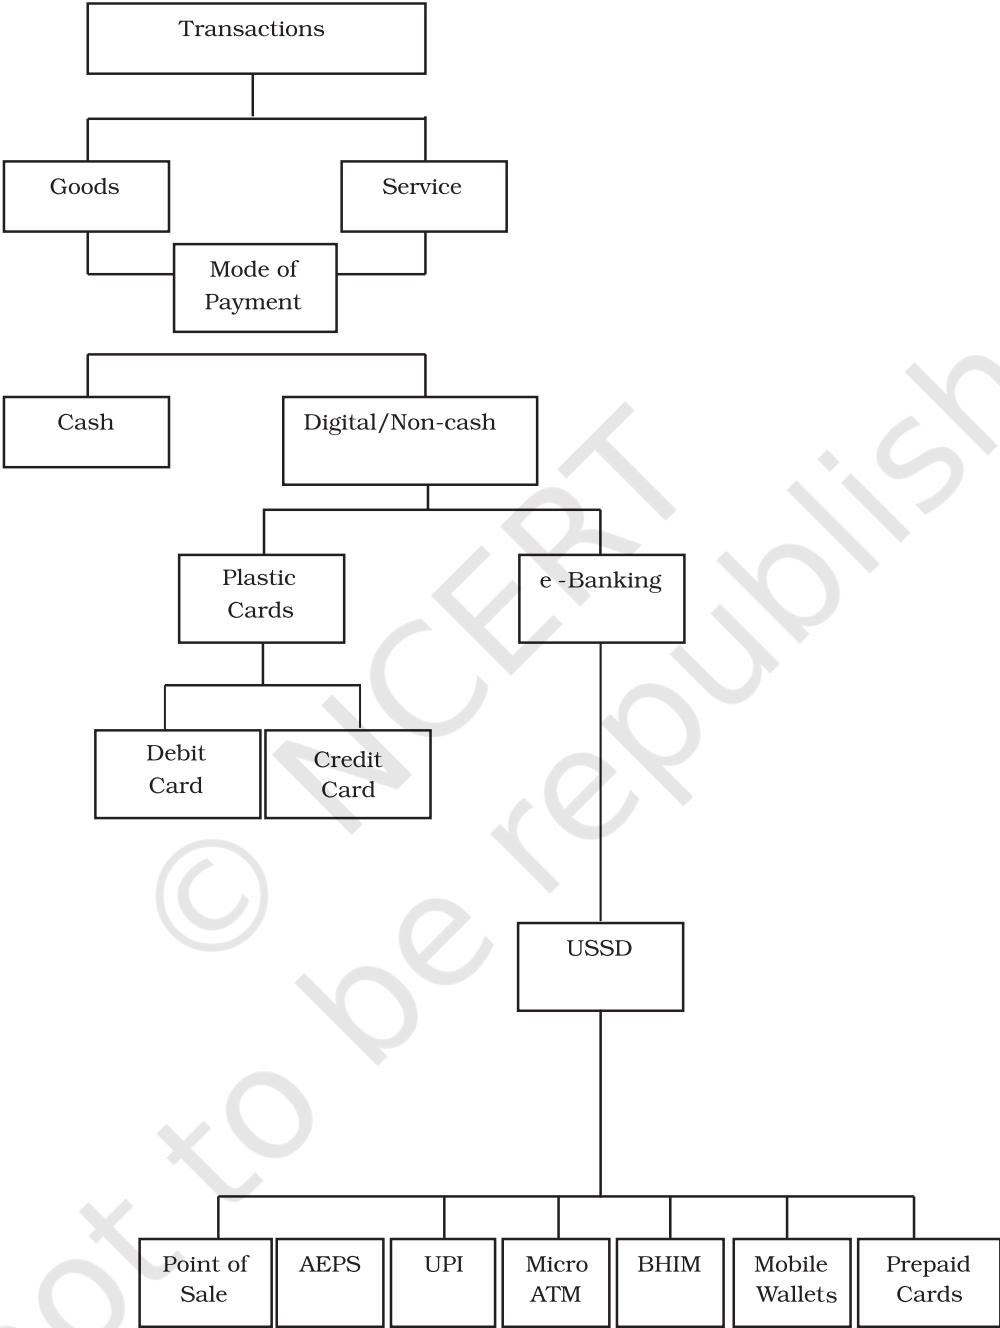 Transactions
Goods
Service
Mode of
Payment
Cash
Digital/Non-cash
Plastic
Cards
e -Banking
Debit
Card
Credit
Card
USSD
Point of
Sale
AEPS
UPI
Micro
ATM
BHIM
Mobile
Wallets
Prepaid
Cards
© NCERT
not to be republish